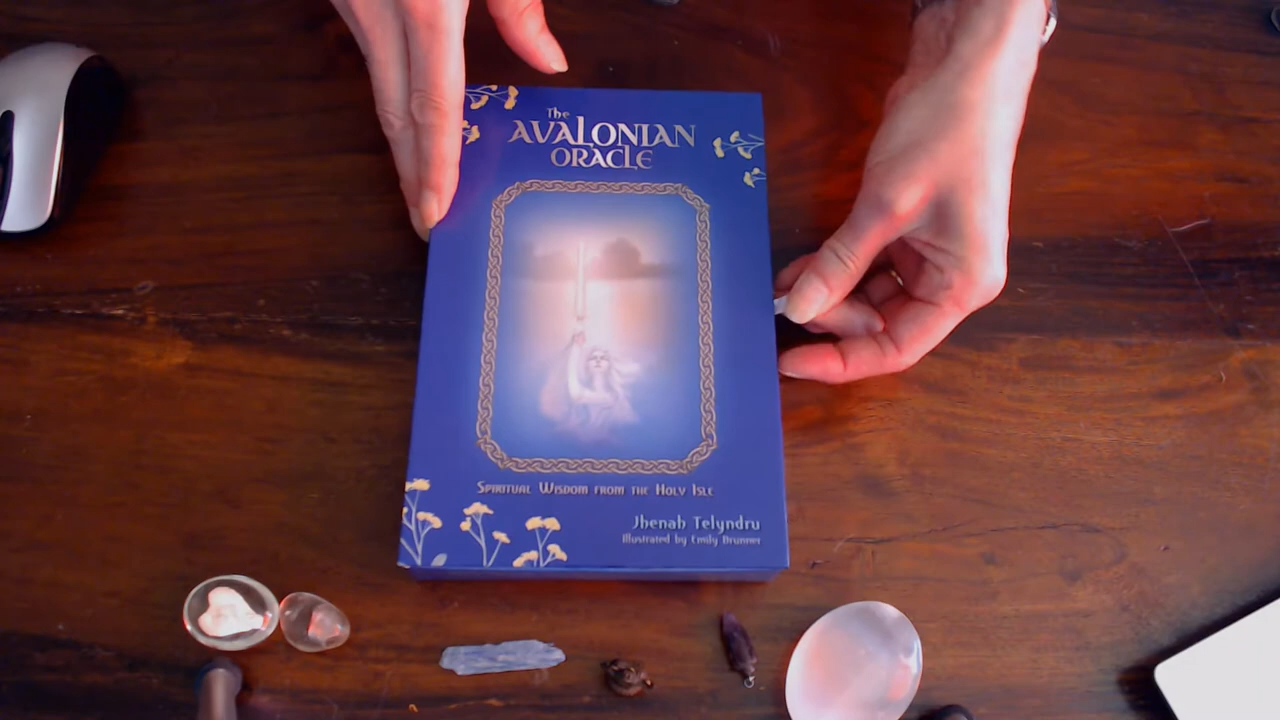 The
AVALONIAN
ORACLE
Spiritual Wisdom from the Holy Isle
Jhenah Telyndru
Illustrated by Emily Brunner